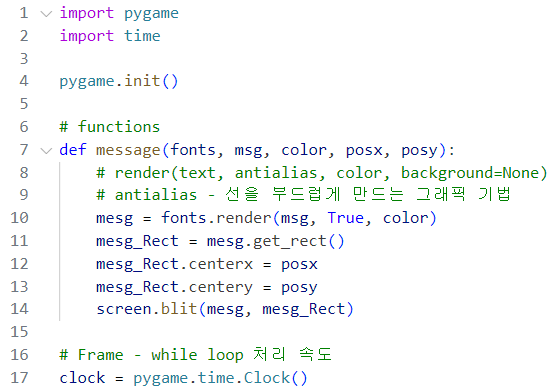 1 import pygame
2 import time
3
4 pygame.init()
5
6 # functions
7 def message(fonts, msg, color, posx, posy):
8     # render(text, antialias, color, background=None)
9     # antialias - 선을 부드럽게 만드는 그래픽 기법
10     mesg = fonts.render(msg, True, color)
11     mesg_Rect = mesg.get_rect()
12     mesg_Rect.centerx = posx
13     mesg_Rect.centery = posy
14     screen.blit(mesg, mesg_Rect)
15
16 # Frame - while loop 처리 속도
17 clock = pygame.time.Clock()